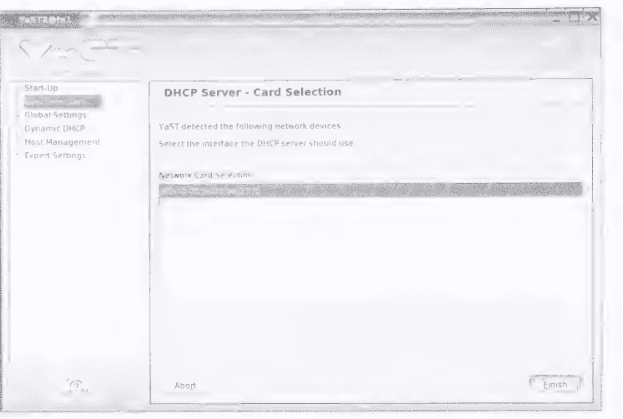 Start-Up
Global Settings
Dynamic DHCP
Host Management
Expert Settings
DHCP Server - Card Selection
YaST detected the following network devices
Select the interface the DHCP server should use
Network Card Selection
Abort
Finish